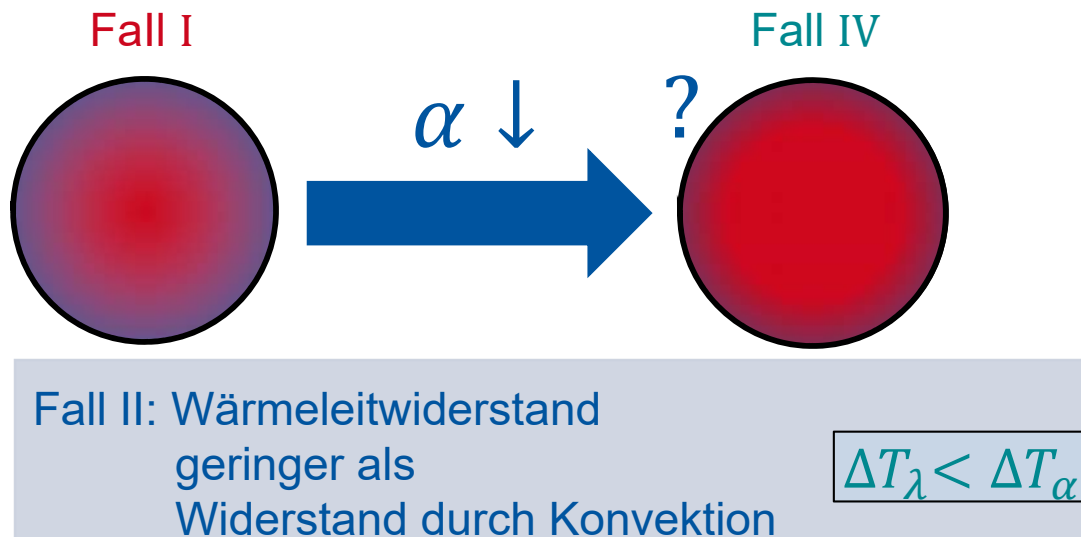 Fall I
Fall IV
α ↓
?
Fall II: Wärmeleitwiderstand
geringer als
Widerstand durch Konvektion
ΔT_λ < ΔT_α